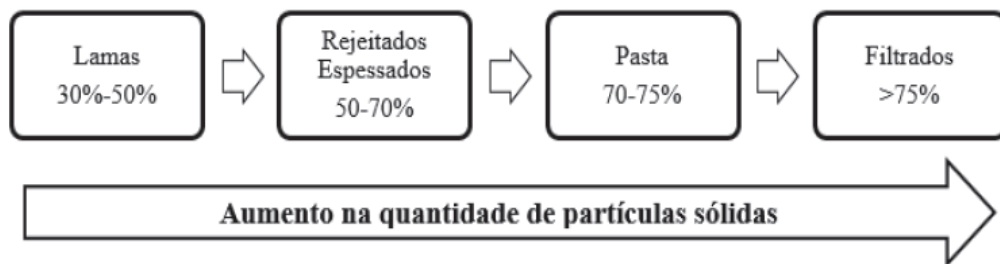 Lamas
30%-50%
Rejeitados
Espessados
50-70%
Pasta
70-75%
Filtrados
>75%
Aumento na quantidade de partículas sólidas